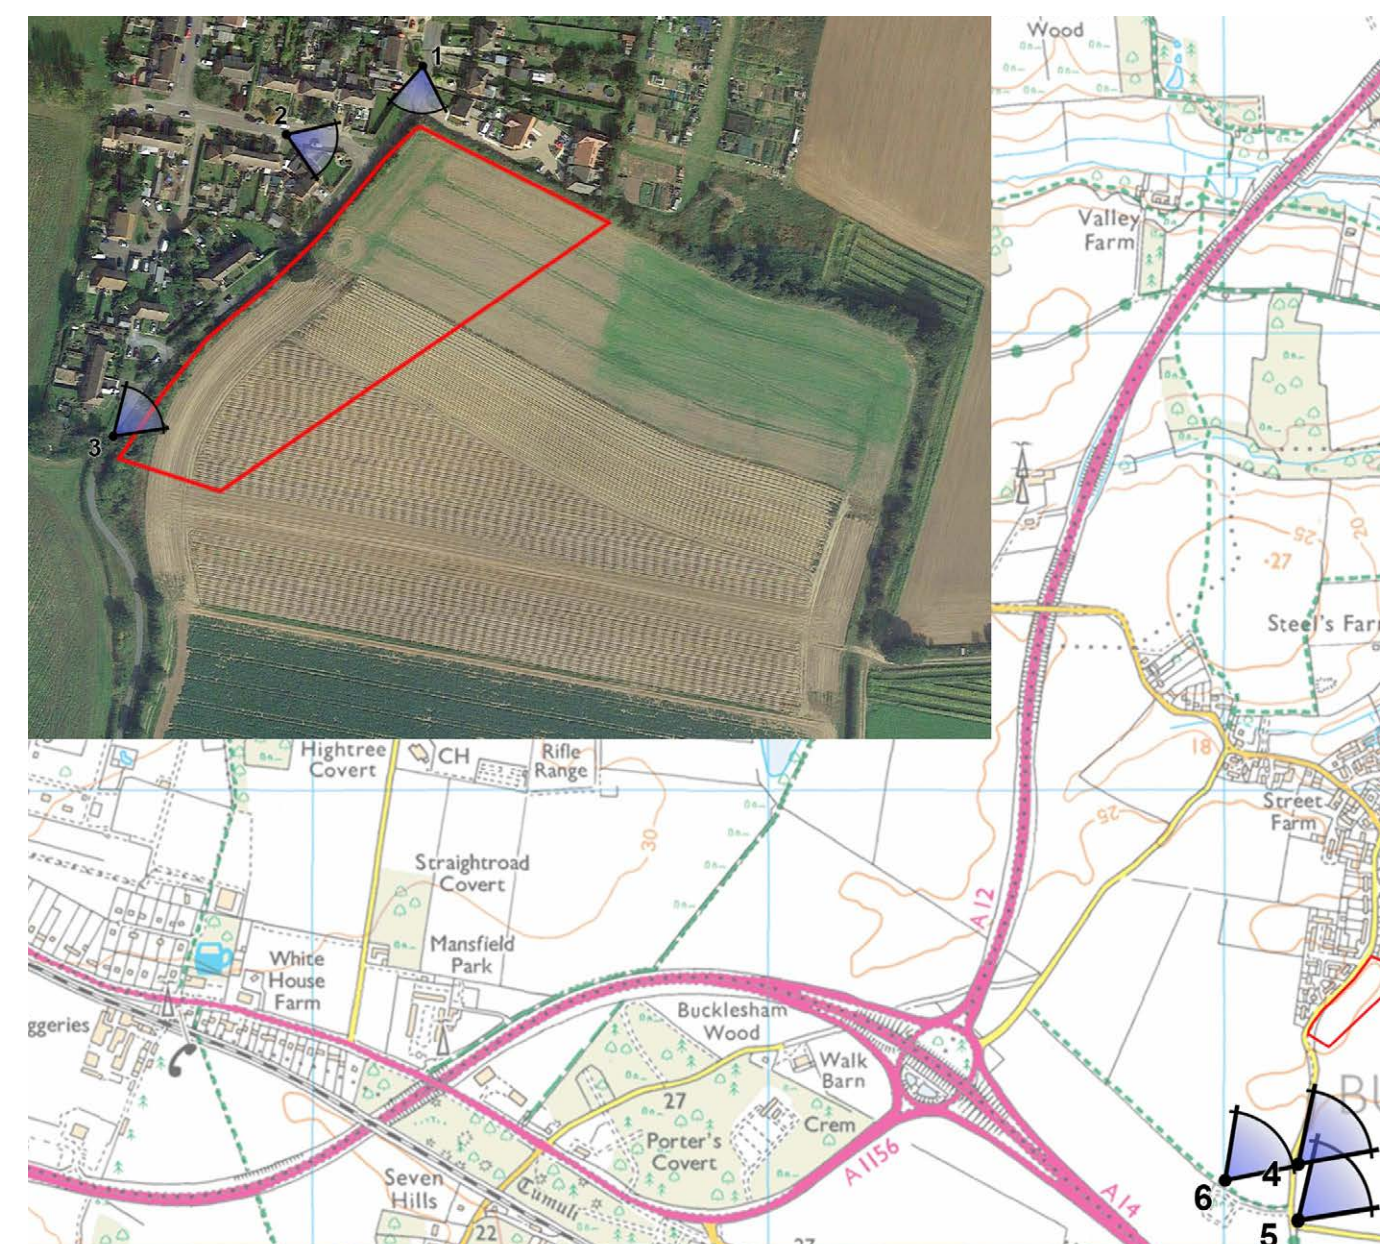 1
2
3
Wood
Valley
Farm
25
20
27
Steel's Far
18
Street
Farm
25
Hightree
Covert
CH
Rifle
Range
30
Straightroad
Covert
A12
Mansfield
Park
White
House
Farm
ggeries
Bucklesham
Wood
Walk
Barn
27
Crem
Porter's
Covert
A1156
A14
Seven
Hills
Tumuli
22
BU
4
6
5